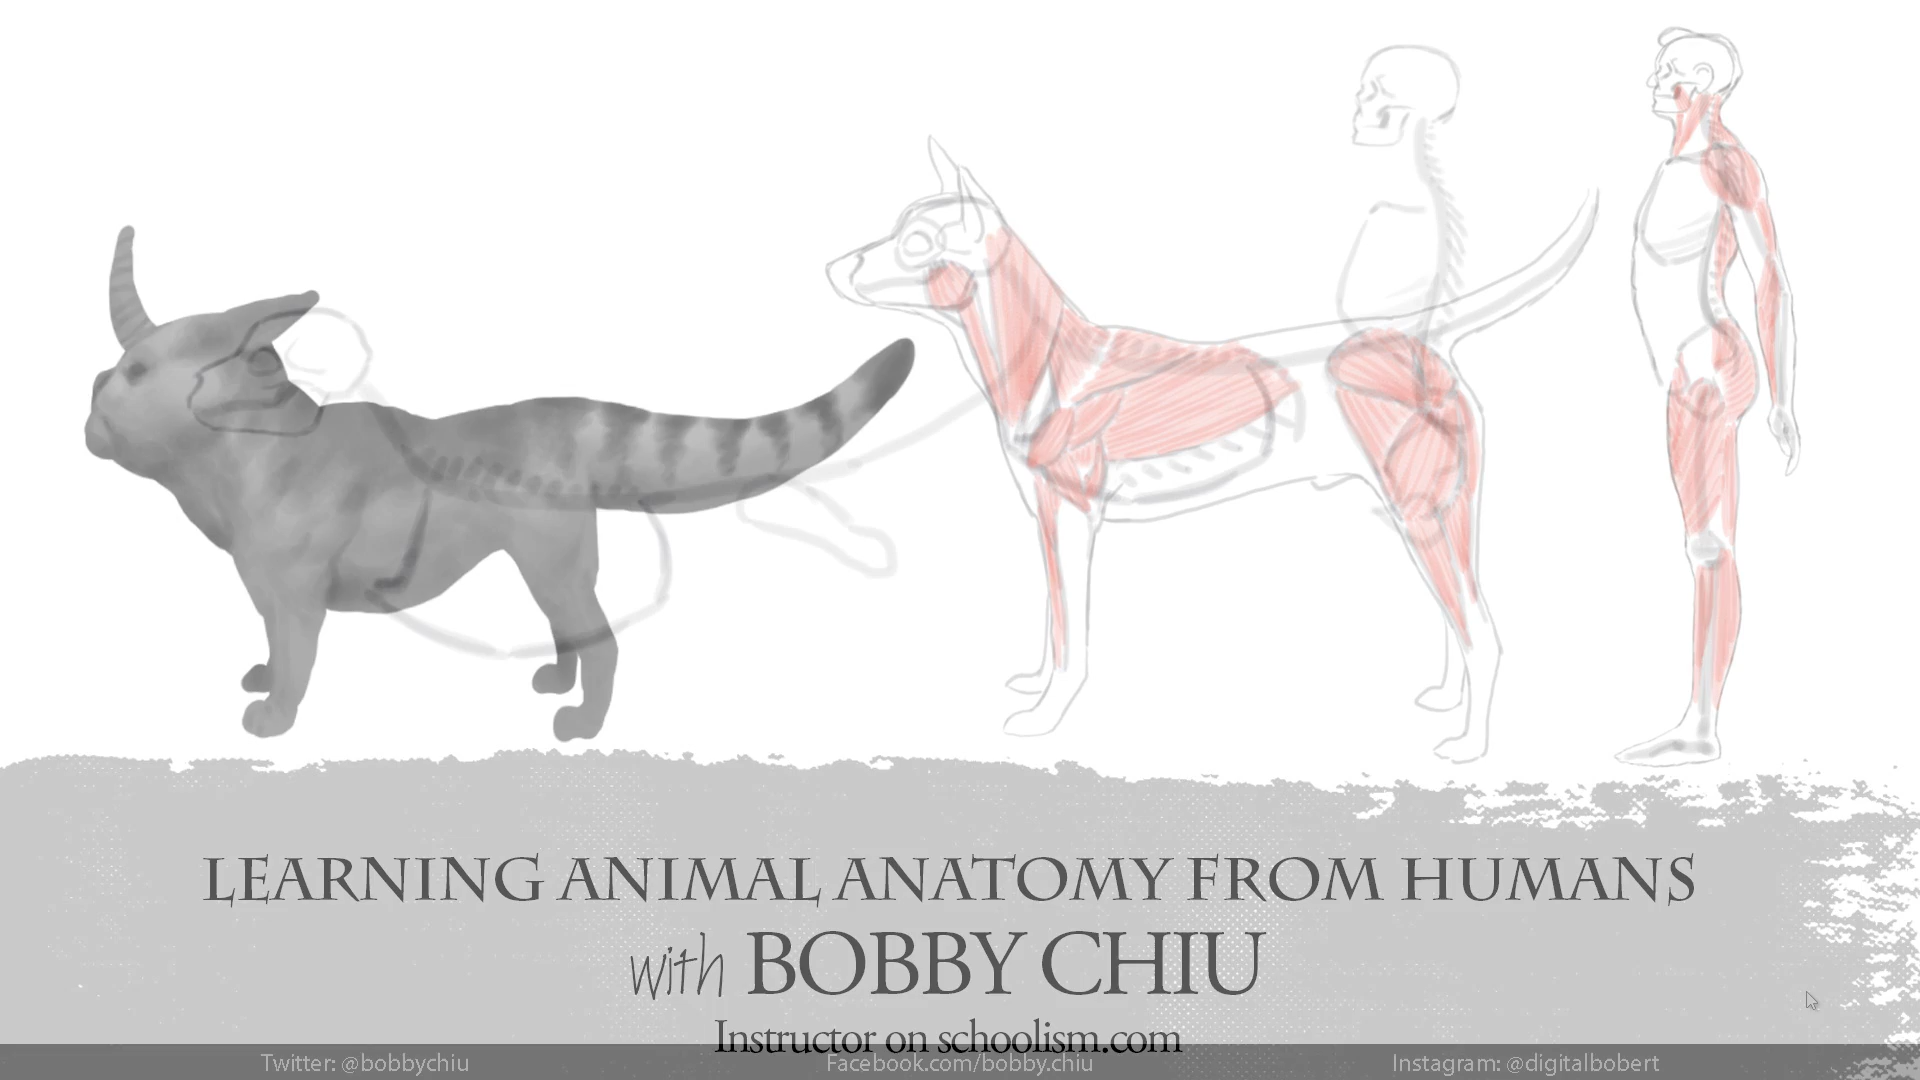 LEARNING ANIMAL ANATOMY FROM HUMANS
with BOBBY CHIU
Instructor on schoolism.com
Twitter: @bobbychiu Facebook.com/bobby.chiu Instagram: @digitalbobert